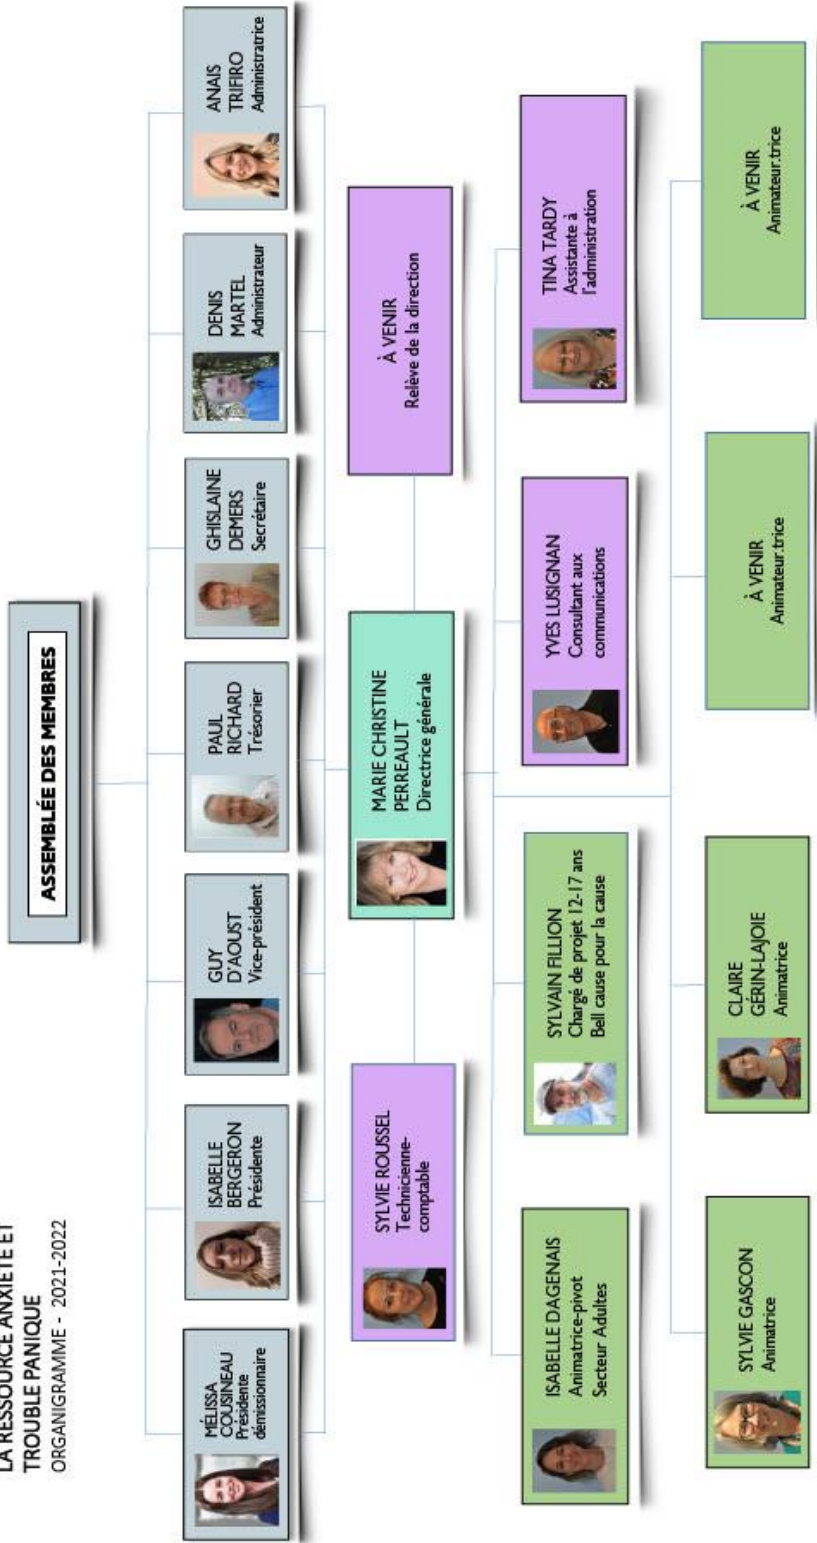 LA RESSOURCE ANXIÉTÉ ET
TROUBLE PANIQUE
ORGANIGRAMME - 2021-2022
ASSEMBLÉE DES MEMBRES
MÉLISSA
COUSINEAU
Présidente
démissionnaire
ISABELLE
BERGERON
Présidente
GUY
D'AOUST
Vice-président
PAUL
RICHARD
Trésorier
GHISLAINE
DEMERS
Secrétaire
DENIS
MARTEL
Administrateur
ANAIS
TRIFIRO
Administratrice
SYLVIE ROUSSEL
Technicienne-
comptable
MARIE CHRISTINE
PERREAULT
Directrice générale
À VENIR
Relève de la direction
ISABELLE DAGENAIS
Animatrice-pivot
Secteur Adultes
SYLVAIN FILLION
Chargé de projet 12-17 ans
Bell cause pour la cause
YVES LUSIGNAN
Consultant aux
communications
TINA TARDY
Assistante à
l'administration
SYLVIE GASCON
Animatrice
CLAIRE
GÉRIN-LAJOIE
Animatrice
À VENIR
Animateur.trice
À VENIR
Animateur.trice